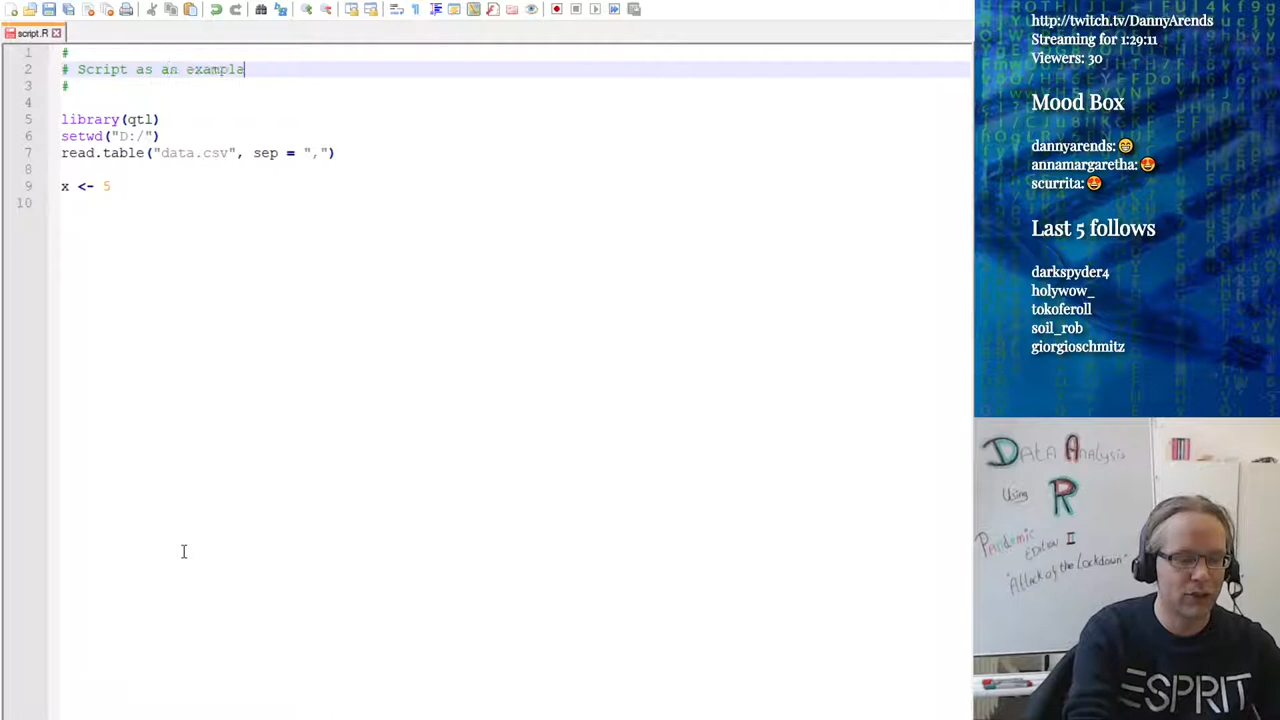 script.R
1 #
2 # Script as an example
3 #
4
5 library(qtl)
6 setwd("D:/")
7 read.table("data.csv", sep = ",")
8
9 x <- 5
10
http://twitch.tv/DannyArends
Streaming for 1:29:11
Viewers: 30
Mood Box
dannyarends: 😁
annamargaretha: 😍
scurrita: 😍
Last 5 follows
darkspyder4
holywow_
tokoferoll
soil_rob
giorgioschmitz
Data Analysis
Using R
Pandemic
Edition II
"Attack of the Lockdown"
ESPRIT